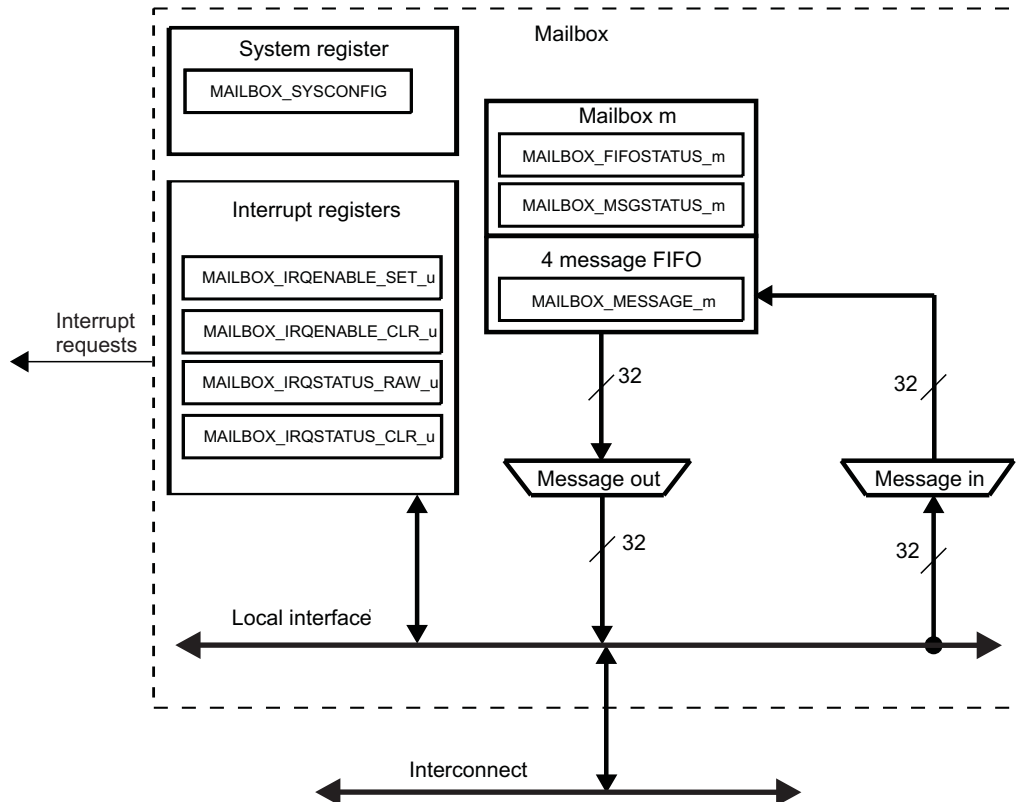 Mailbox
System register
MAILBOX_SYSCONFIG
Mailbox m
MAILBOX_FIFOSTATUS_m
MAILBOX_MSGSTATUS_m
Interrupt registers
MAILBOX_IRQENABLE_SET_u
MAILBOX_IRQENABLE_CLR_u
MAILBOX_IRQSTATUS_RAW_u
MAILBOX_IRQSTATUS_CLR_u
4 message FIFO
MAILBOX_MESSAGE_m
Interrupt
requests
32
32
Message out
Message in
32
32
Local interface
Interconnect